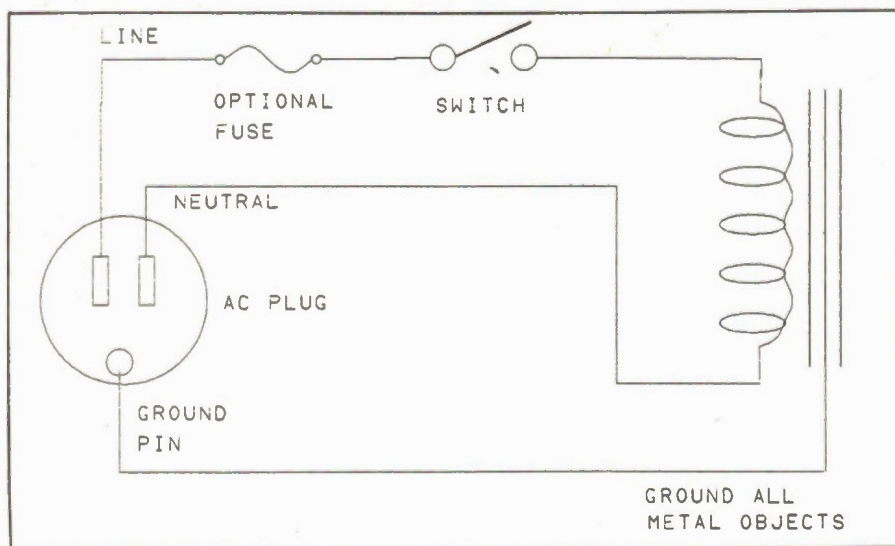 LINE
OPTIONAL
FUSE
SWITCH
NEUTRAL
AC PLUG
GROUND
PIN
GROUND ALL
METAL OBJECTS